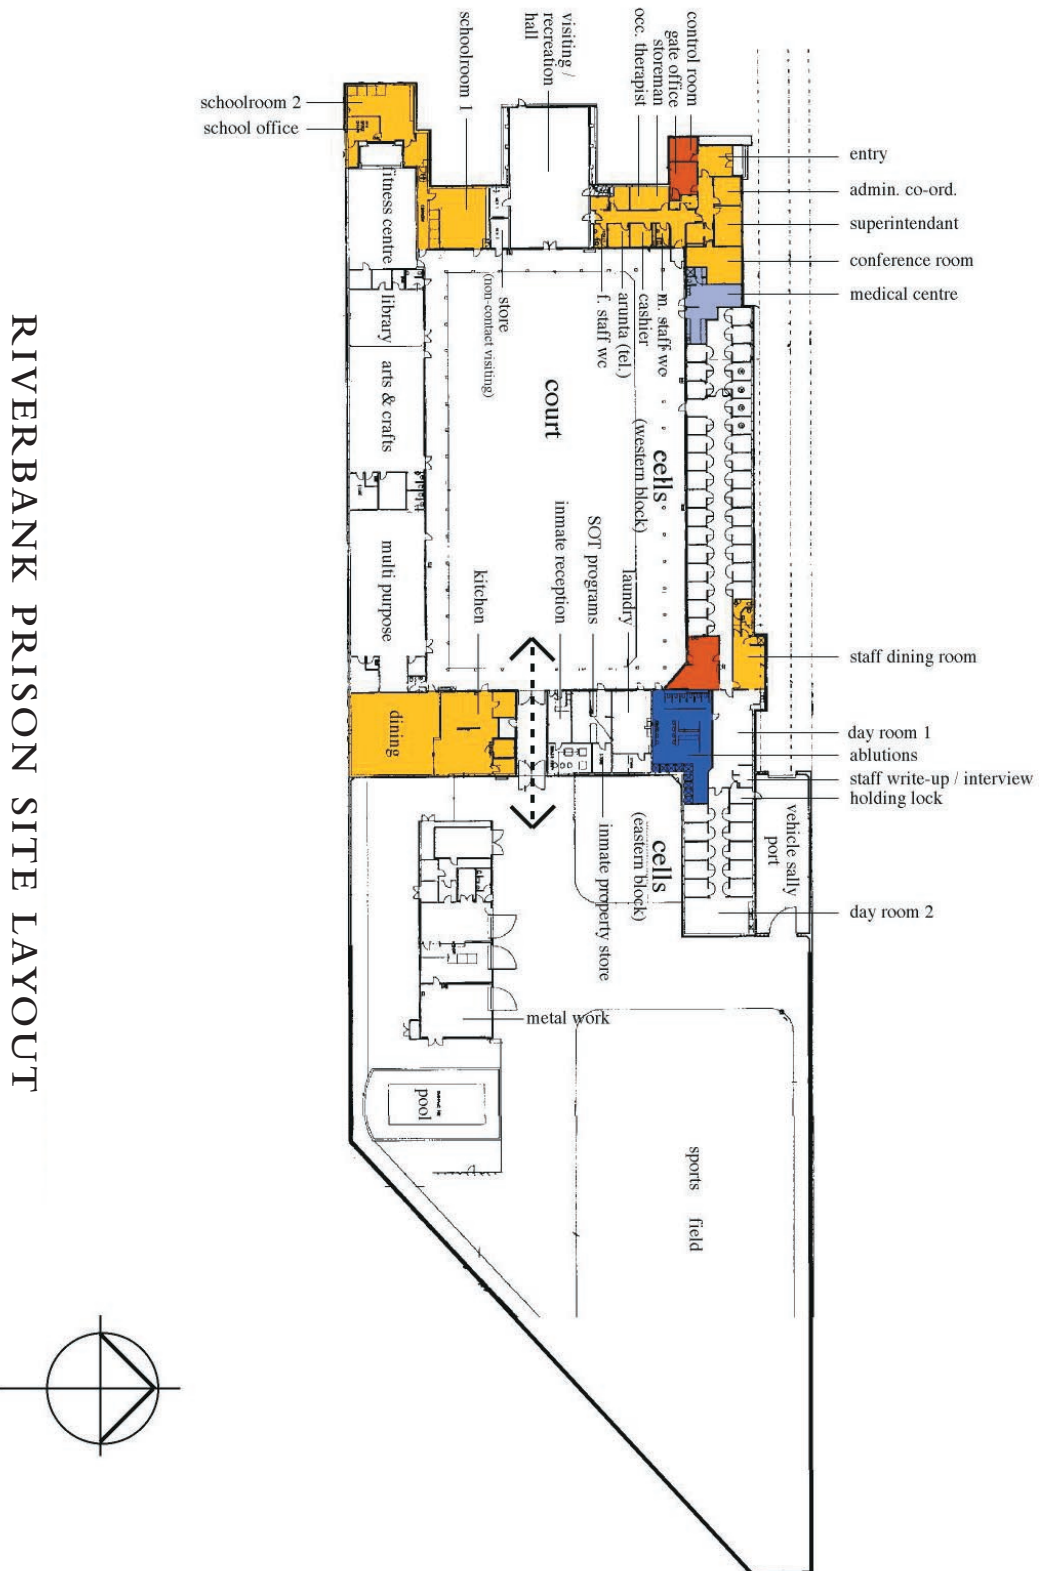 RIVERBANK PRISON SITE LAYOUT
control room
gate office
storeman
occ. therapist
visiting /
recreation
hall
schoolroom 1
schoolroom 2
school office
entry
admin. co-ord.
superintendant
conference room
medical centre
fitness centre
library
arts & crafts
multi purpose
store
(non-contact visiting)
m. staff wc
cashier
arunta (tel.)
f. staff wc
court
cells
(western block)
inmate reception
SOT programs
laundry
kitchen
dining
staff dining room
day room 1
ablutions
staff write-up / interview
holding lock
vehicle sally
port
day room 2
cells
(eastern block)
inmate property store
metal work
pool
sports field